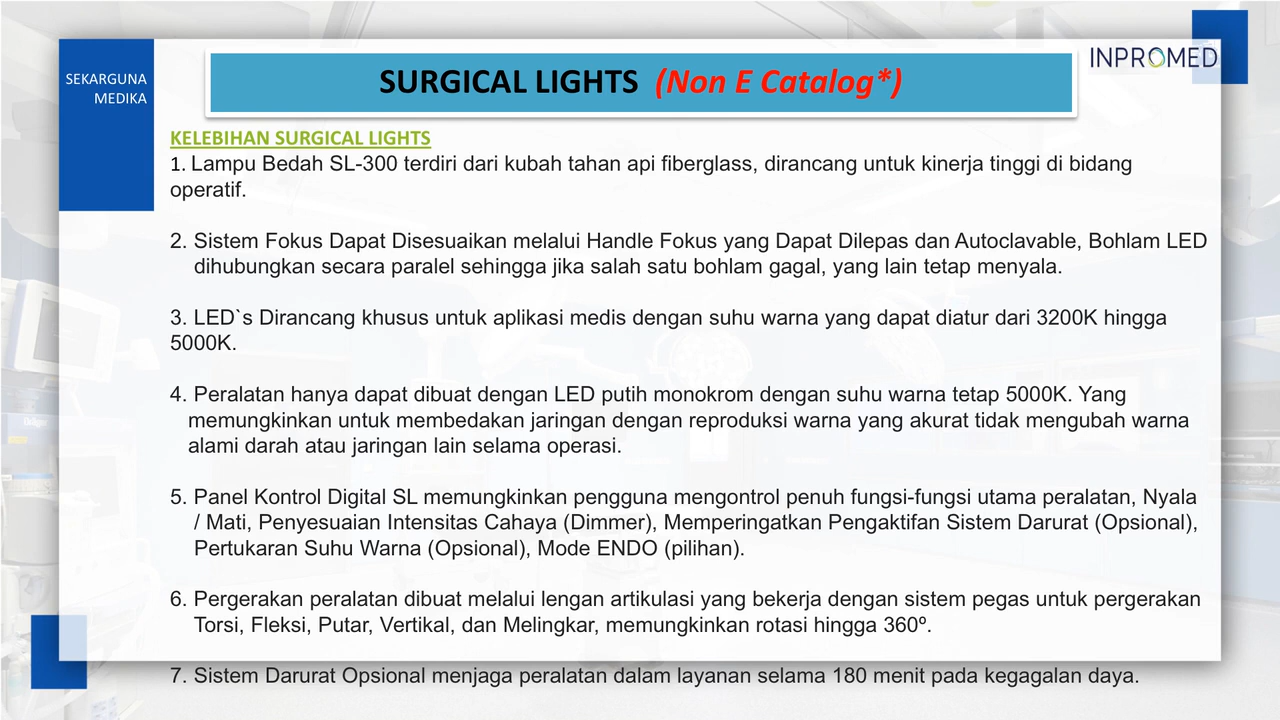 SEKARGUNA
MEDIKA
SURGICAL LIGHTS (Non E Catalog*)
INPROMED
KELEBIHAN SURGICAL LIGHTS
1. Lampu Bedah SL-300 terdiri dari kubah tahan api fiberglass, dirancang untuk kinerja tinggi di bidang
operatif.
2. Sistem Fokus Dapat Disesuaikan melalui Handle Fokus yang Dapat Dilepas dan Autoclavable, Bohlam LED
dihubungkan secara paralel sehingga jika salah satu bohlam gagal, yang lain tetap menyala.
3. LED`s Dirancang khusus untuk aplikasi medis dengan suhu warna yang dapat diatur dari 3200K hingga
5000K.
4. Peralatan hanya dapat dibuat dengan LED putih monokrom dengan suhu warna tetap 5000K. Yang
memungkinkan untuk membedakan jaringan dengan reproduksi warna yang akurat tidak mengubah warna
alami darah atau jaringan lain selama operasi.
5. Panel Kontrol Digital SL memungkinkan pengguna mengontrol penuh fungsi-fungsi utama peralatan, Nyala
/ Mati, Penyesuaian Intensitas Cahaya (Dimmer), Memperingatkan Pengaktifan Sistem Darurat (Opsional),
Pertukaran Suhu Warna (Opsional), Mode ENDO (pilihan).
6. Pergerakan peralatan dibuat melalui lengan artikulasi yang bekerja dengan sistem pegas untuk pergerakan
Torsi, Fleksi, Putar, Vertikal, dan Melingkar, memungkinkan rotasi hingga 360º.
7. Sistem Darurat Opsional menjaga peralatan dalam layanan selama 180 menit pada kegagalan daya.